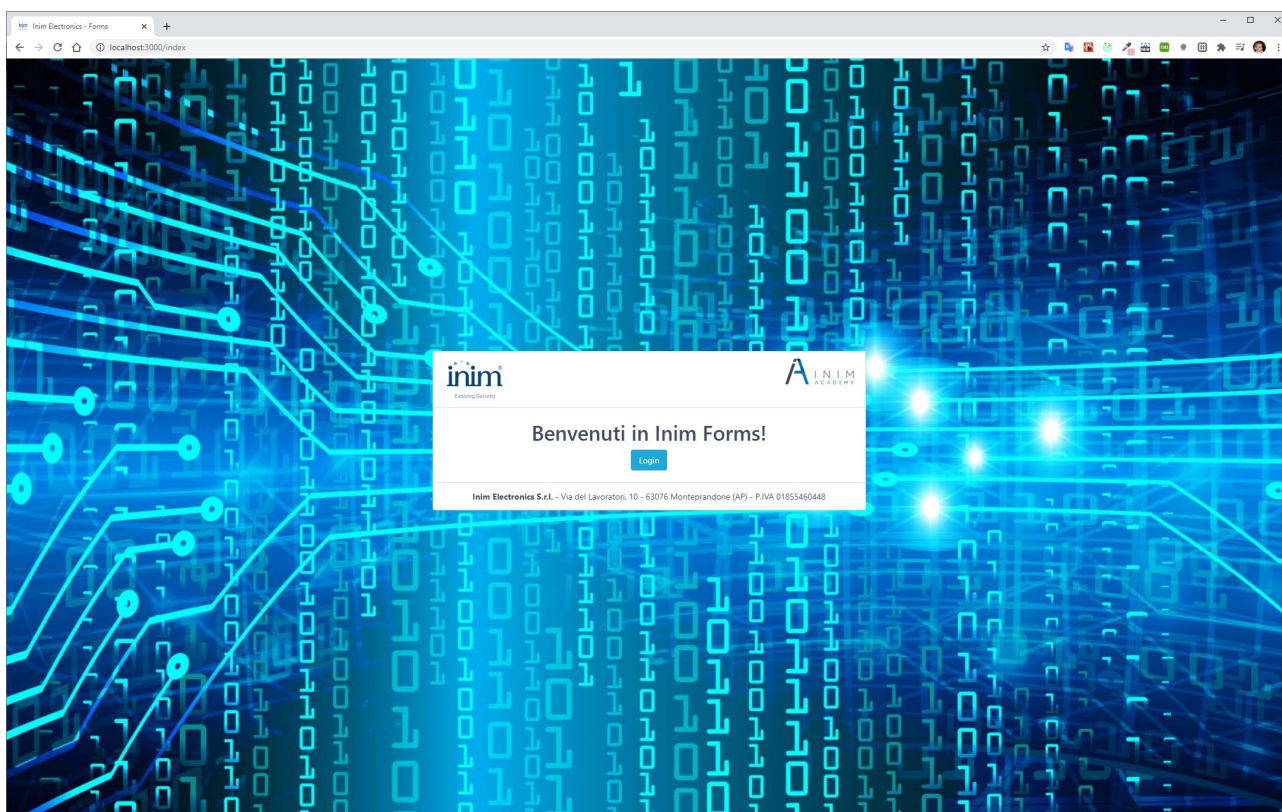 Inim Electronics - Forms
localhost:3000/index
inim
Evolving Security
INIM
ACADEMY
Benvenuti in Inim Forms!
Login
Inim Electronics S.r.l. - Via del Lavoratori, 10 - 63076 Monteprandone (AP) - P.IVA 01855460448